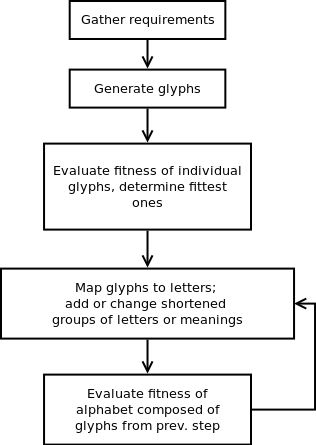 Gather requirements
Generate glyphs
Evaluate fitness of individual
glyphs, determine fittest
ones
Map glyphs to letters;
add or change shortened
groups of letters or meanings
Evaluate fitness of
alphabet composed of
glyphs from prev. step